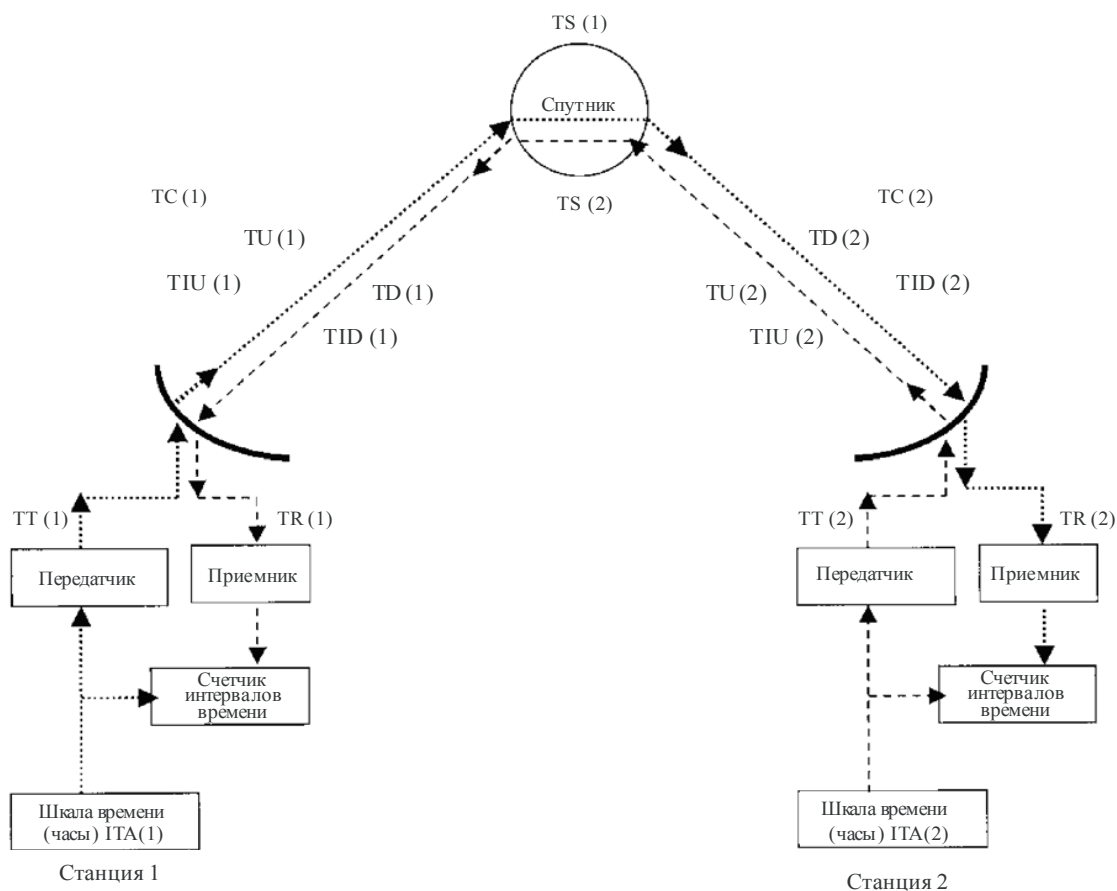 TS (1)
Спутник
TS (2)
TC (1)
TC (2)
TU (1)
TD (2)
TIU (1)
TD (1)
TU (2)
TID (2)
TID (1)
TIU (2)
TT (1)
TR (1)
TT (2)
TR (2)
Передатчик
Приемник
Передатчик
Приемник
Счетчик
интервалов
времени
Счетчик
интервалов
времени
Шкала времени
(часы) ITA(1)
Шкала времени
(часы) ITA(2)
Станция 1
Станция 2